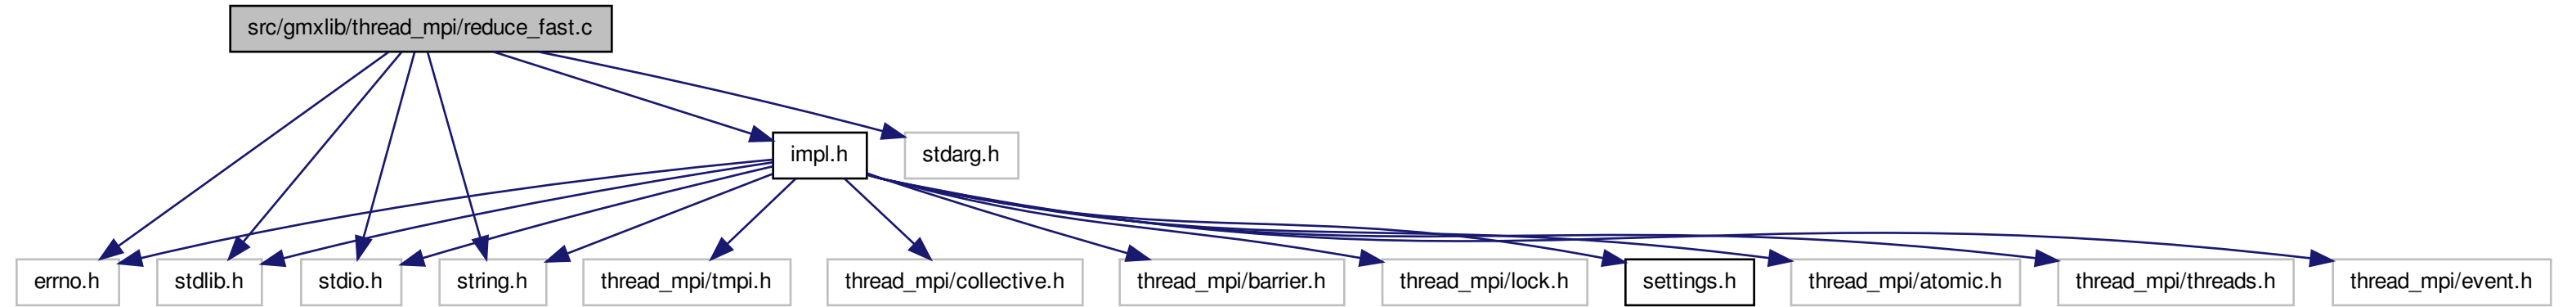 src/gmxlib/thread_mpi/reduce_fast.c
impl.h
stdarg.h
errno.h
stdlib.h
stdio.h
string.h
thread_mpi/tmpi.h
thread_mpi/collective.h
thread_mpi/barrier.h
thread_mpi/lock.h
settings.h
thread_mpi/atomic.h
thread_mpi/threads.h
thread_mpi/event.h